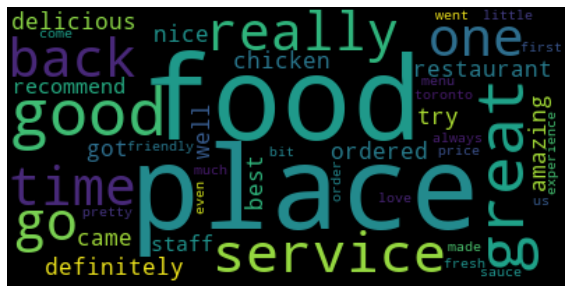 delicious
nice
really
went
little
one
come
first
back
chicken
restaurant
recommend
food
good
menu
toronto
try
great
amazing
experience
got
friendly
well
bit
ordered
always
price
time
place
best
order
much
even
love
us
pretty
go
came
staff
service
made
fresh
sauce
definitely